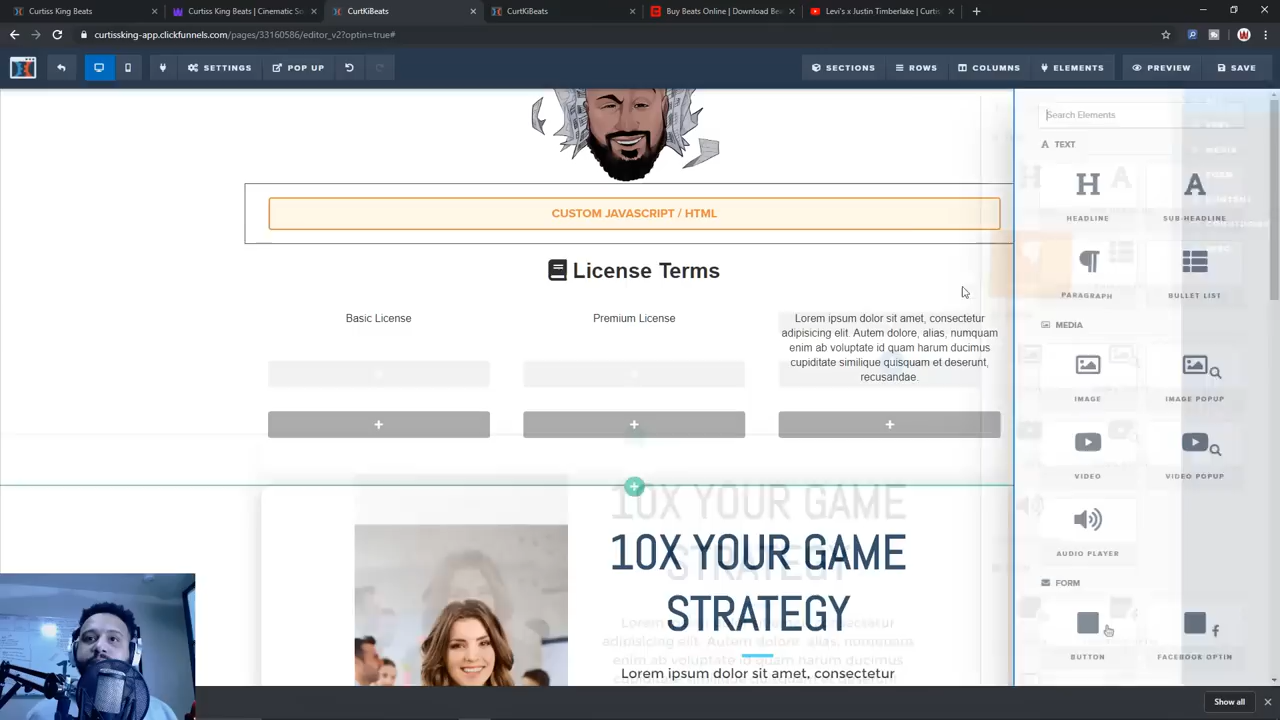 Curtiss King Beats
Curtiss King Beats | Cinematic So
CurtKiBeats
CurtKiBeats
Buy Beats Online | Download Bea
Levi's x Justin Timberlake | Curtis
curtissking-app.clickfunnels.com/pages/33160586/editor_v2?optin=true#
SETTINGS
POP UP
SECTIONS
ROWS
COLUMNS
ELEMENTS
PREVIEW
SAVE
Search Elements
TEXT
HEADLINE
SUB-HEADLINE
PARAGRAPH
BULLET LIST
MEDIA
IMAGE
IMAGE POPUP
VIDEO
VIDEO POPUP
AUDIO PLAYER
FORM
BUTTON
FACEBOOK OPTIN
CUSTOM JAVASCRIPT / HTML
License Terms
Basic License
Premium License
Lorem ipsum dolor sit amet, consectetur
adipisicing elit. Autem dolore, alias, numquam
enim ab voluptate id quam harum ducimus
cupiditate similique quisquam et deserunt,
recusandae.
10X YOUR GAME
STRATEGY
Lorem ipsum dolor sit amet, consectetur
Show all